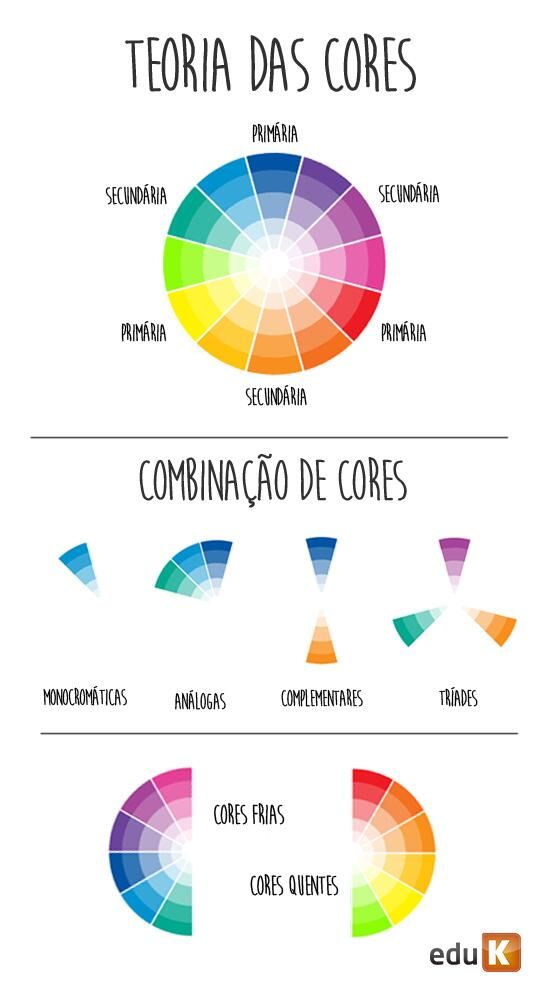 TEORIA DAS CORES
PRIMÁRIA
SECUNDÁRIA
SECUNDÁRIA
PRIMÁRIA
PRIMÁRIA
SECUNDÁRIA
COMBINAÇÃO DE CORES
MONOCROMÁTICAS
ANÁLOGAS
COMPLEMENTARES
TRÍADES
CORES FRIAS
CORES QUENTES
eduK